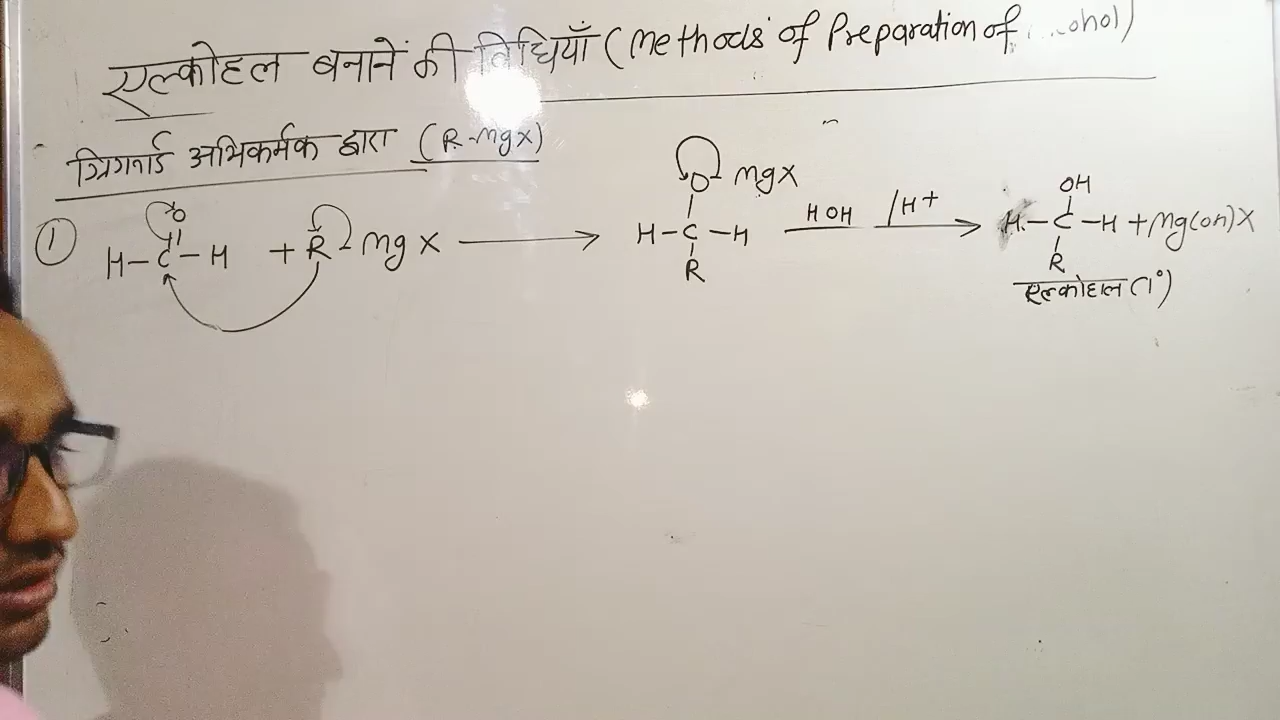 एल्कोहल बनानें की विधियाँ (Methods of Preparation of
ग्रिगनार्ड अभिकर्मक द्वारा (R-MgX)
O O MgX OH
① H-C-H + R-MgX ⟶ H-C-H HOH /H+ ⟶ H-C-H + Mg(OH)X
R R
एल्कोहाल (1°)